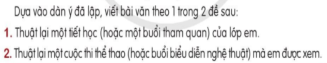 Dựa vào dàn ý đã lập, viết bài văn theo 1 trong 2 đề sau:
1. Thuật lại một tiết học (hoặc một buổi tham quan) của lớp em.
2. Thuật lại một cuộc thi thể thao (hoặc buổi biểu diễn nghệ thuật) mà em được xem.